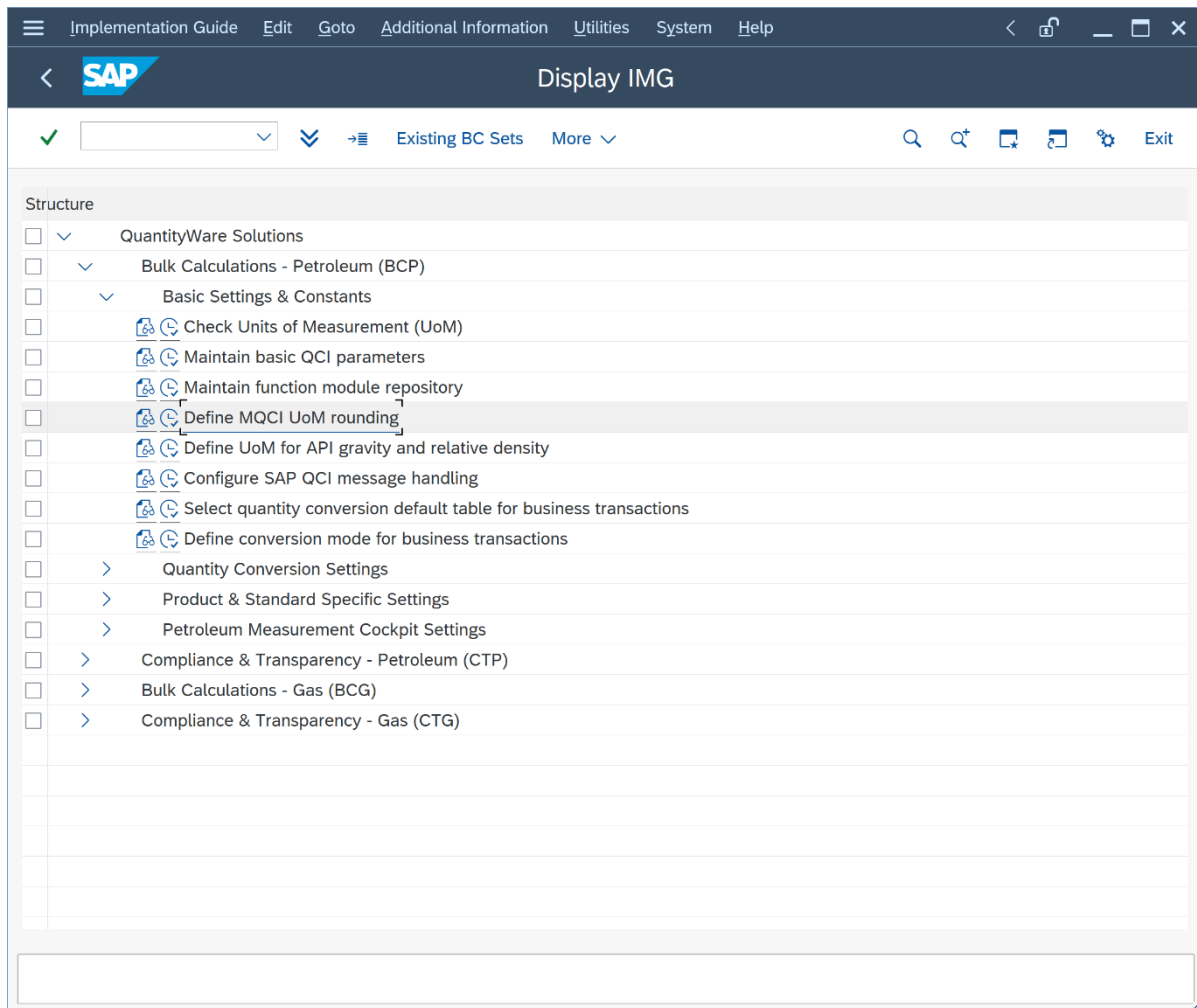 Implementation Guide Edit Goto Additional Information Utilities System Help
SAP Display IMG
Existing BC Sets More Exit
Structure
QuantityWare Solutions
Bulk Calculations - Petroleum (BCP)
Basic Settings & Constants
Check Units of Measurement (UoM)
Maintain basic QCI parameters
Maintain function module repository
Define MQCI UoM rounding
Define UoM for API gravity and relative density
Configure SAP QCI message handling
Select quantity conversion default table for business transactions
Define conversion mode for business transactions
Quantity Conversion Settings
Product & Standard Specific Settings
Petroleum Measurement Cockpit Settings
Compliance & Transparency - Petroleum (CTP)
Bulk Calculations - Gas (BCG)
Compliance & Transparency - Gas (CTG)